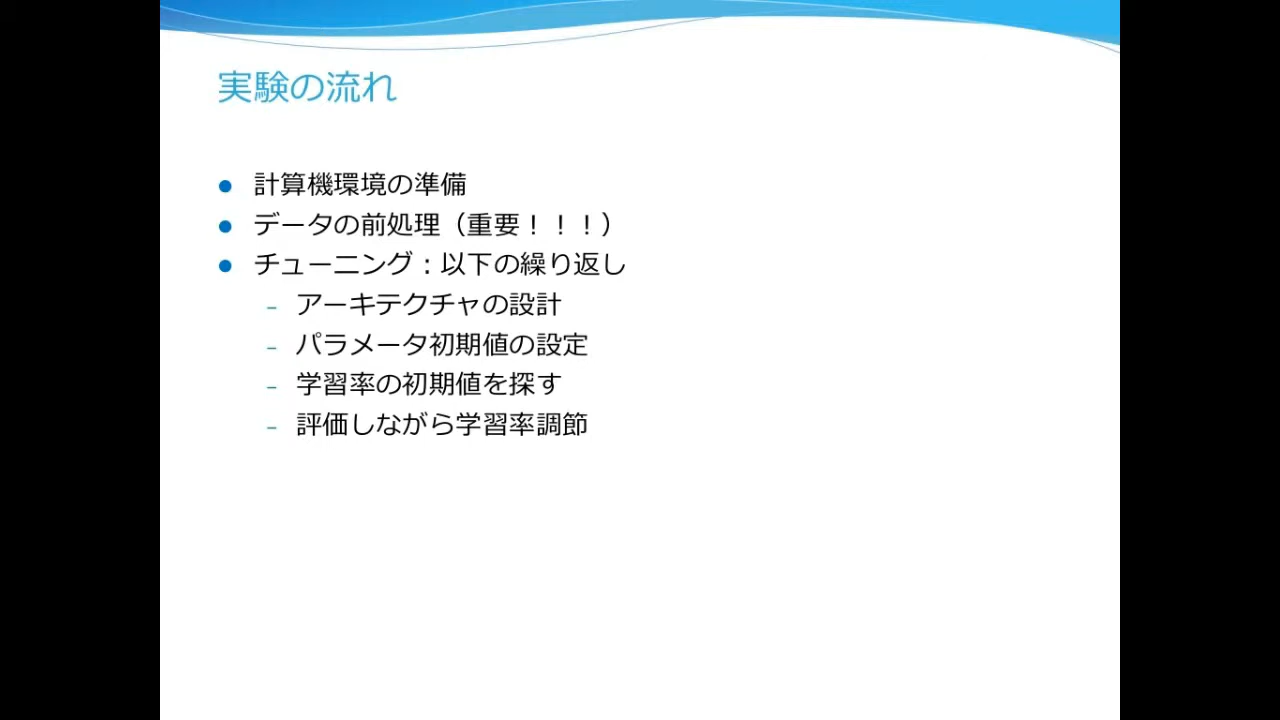 実験の流れ
● 計算機環境の準備
● データの前処理（重要！！！）
● チューニング：以下の繰り返し
– アーキテクチャの設計
– パラメータ初期値の設定
– 学習率の初期値を探す
– 評価しながら学習率調節